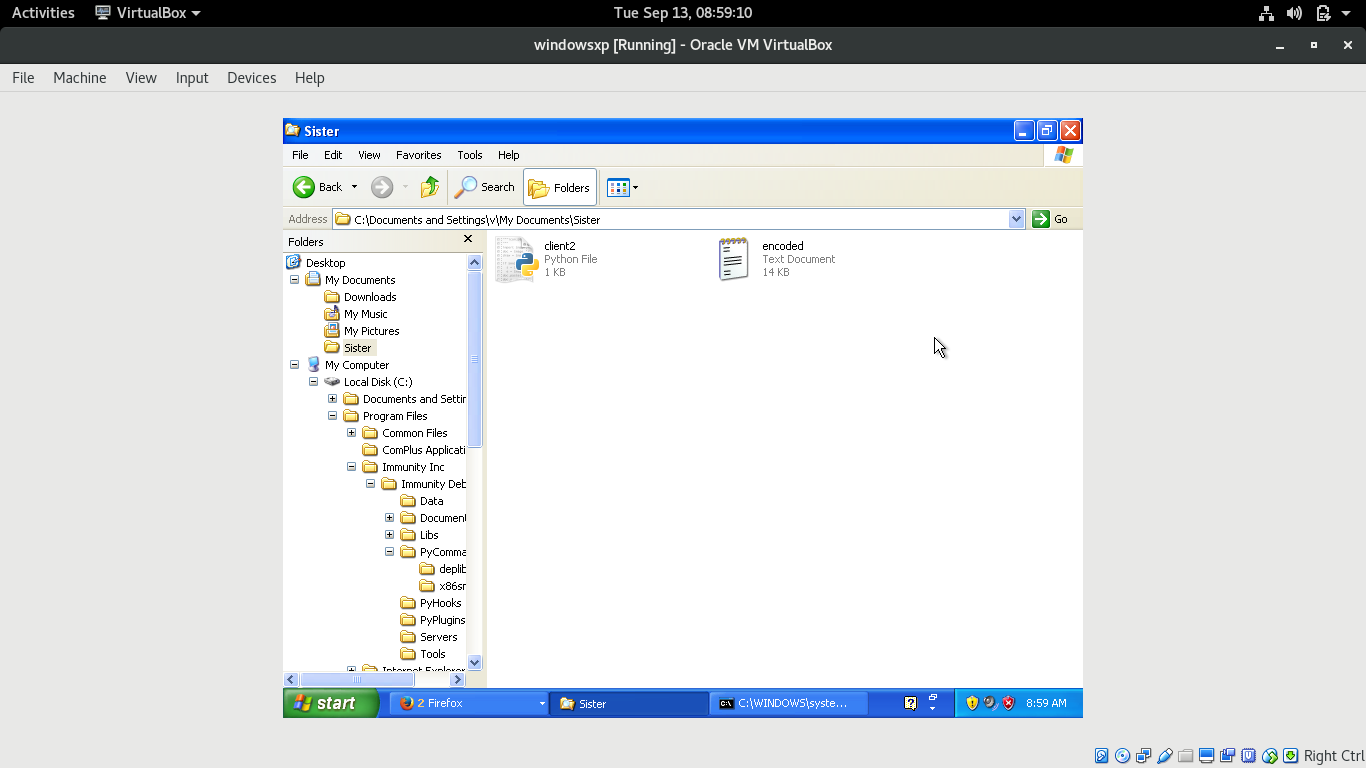 Activities VirtualBox Tue Sep 13, 08:59:10
windowsxp [Running] - Oracle VM VirtualBox
File Machine View Input Devices Help
Sister
File Edit View Favorites Tools Help
Back Search Folders
Address C:\Documents and Settings\v\My Documents\Sister Go
Folders
Desktop
My Documents
Downloads
My Music
My Pictures
Sister
My Computer
Local Disk (C:)
Documents and Settin
Program Files
Common Files
ComPlus Applicati
Immunity Inc
Immunity Deb
Data
Document
Libs
PyComma
deplib
x86sm
PyHooks
PyPlugins
Servers
Tools
Internet Explorer
client2
Python File
1 KB
encoded
Text Document
14 KB
start 2 Firefox Sister C:\WINDOWS\syste... 8:59 AM
Right Ctrl